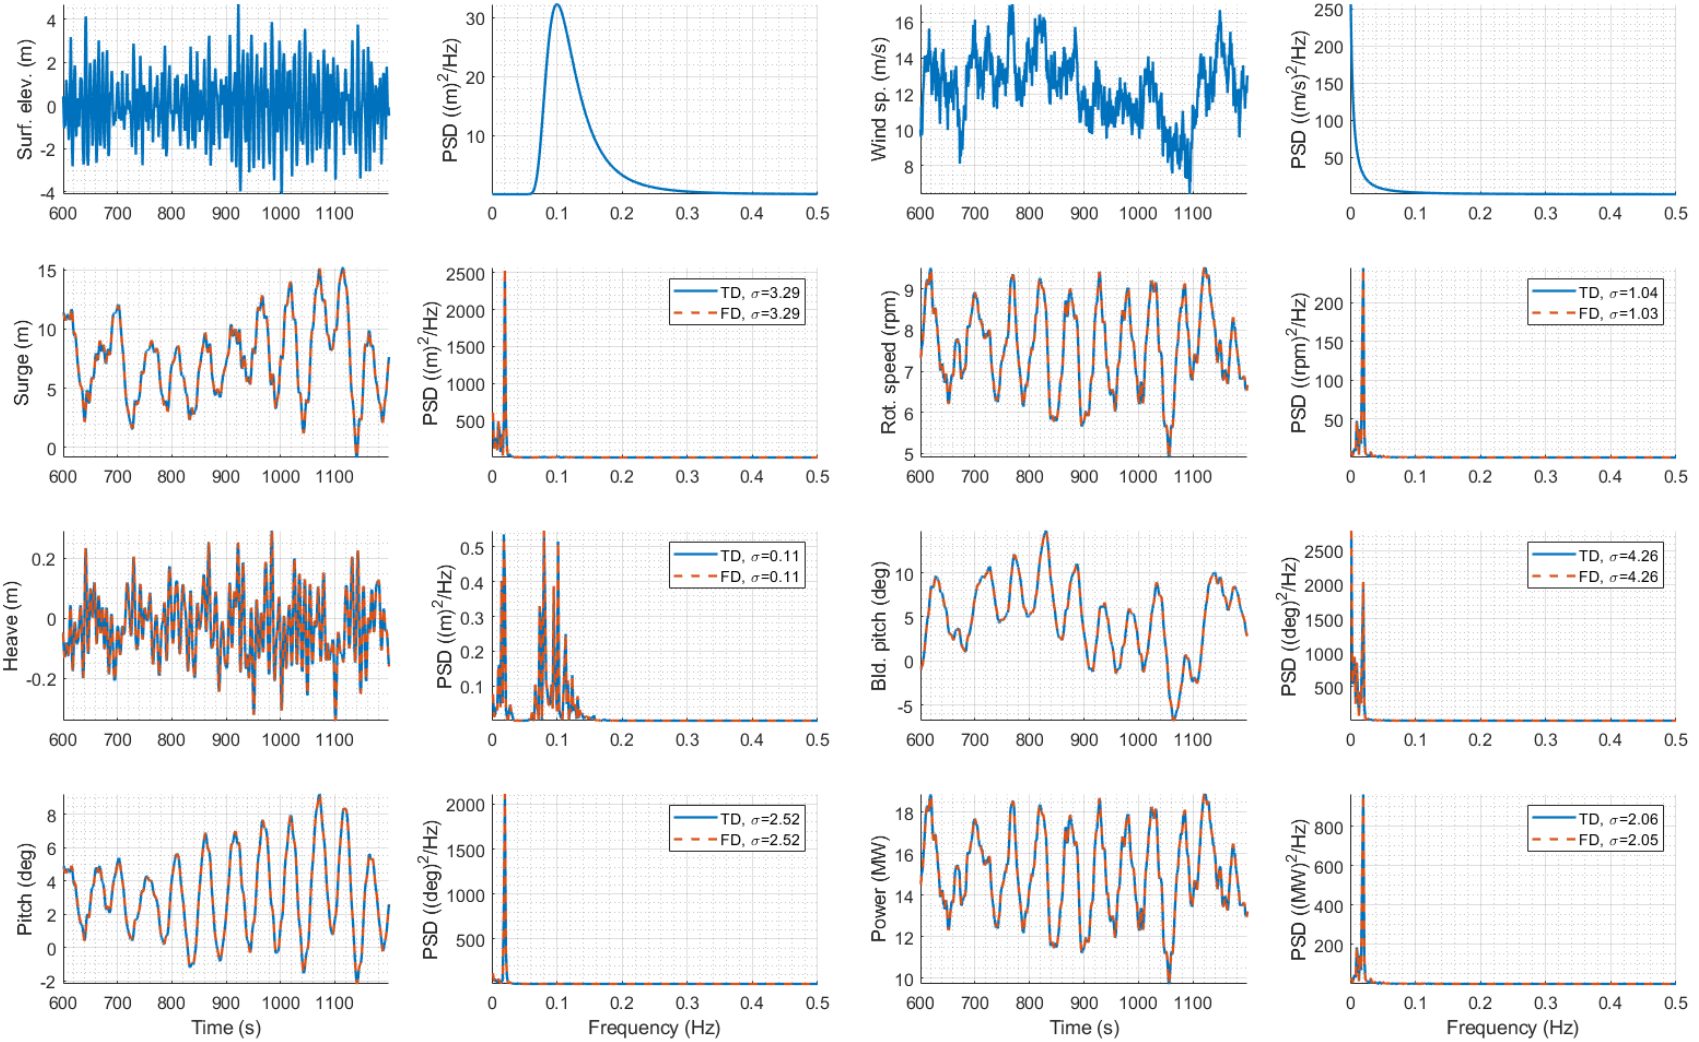 Surf. elev. (m)
4
2
0
-2
-4
600 700 800 900 1000 1100
PSD ((m)^2/Hz)
30
20
10
0 0.1 0.2 0.3 0.4 0.5
Wind sp. (m/s)
16
14
12
10
8
600 700 800 900 1000 1100
PSD ((m/s)^2/Hz)
250
200
150
100
50
0 0.1 0.2 0.3 0.4 0.5
Surge (m)
15
10
5
0
600 700 800 900 1000 1100
PSD ((m)^2/Hz)
2500
2000
1500
1000
500
TD, σ=3.29
FD, σ=3.29
0 0.1 0.2 0.3 0.4 0.5
Rot. speed (rpm)
9
8
7
6
5
600 700 800 900 1000 1100
PSD ((rpm)^2/Hz)
200
150
100
50
TD, σ=1.04
FD, σ=1.03
0 0.1 0.2 0.3 0.4 0.5
Heave (m)
0.2
0
-0.2
600 700 800 900 1000 1100
PSD ((m)^2/Hz)
0.5
0.4
0.3
0.2
0.1
TD, σ=0.11
FD, σ=0.11
0 0.1 0.2 0.3 0.4 0.5
Bld. pitch (deg)
10
5
0
-5
600 700 800 900 1000 1100
PSD ((deg)^2/Hz)
2500
2000
1500
1000
500
TD, σ=4.26
FD, σ=4.26
0 0.1 0.2 0.3 0.4 0.5
Pitch (deg)
8
6
4
2
0
-2
600 700 800 900 1000 1100
Time (s)
PSD ((deg)^2/Hz)
2000
1500
1000
500
TD, σ=2.52
FD, σ=2.52
0 0.1 0.2 0.3 0.4 0.5
Frequency (Hz)
Power (MW)
18
16
14
12
10
600 700 800 900 1000 1100
Time (s)
PSD ((MW)^2/Hz)
800
600
400
200
TD, σ=2.06
FD, σ=2.05
0 0.1 0.2 0.3 0.4 0.5
Frequency (Hz)